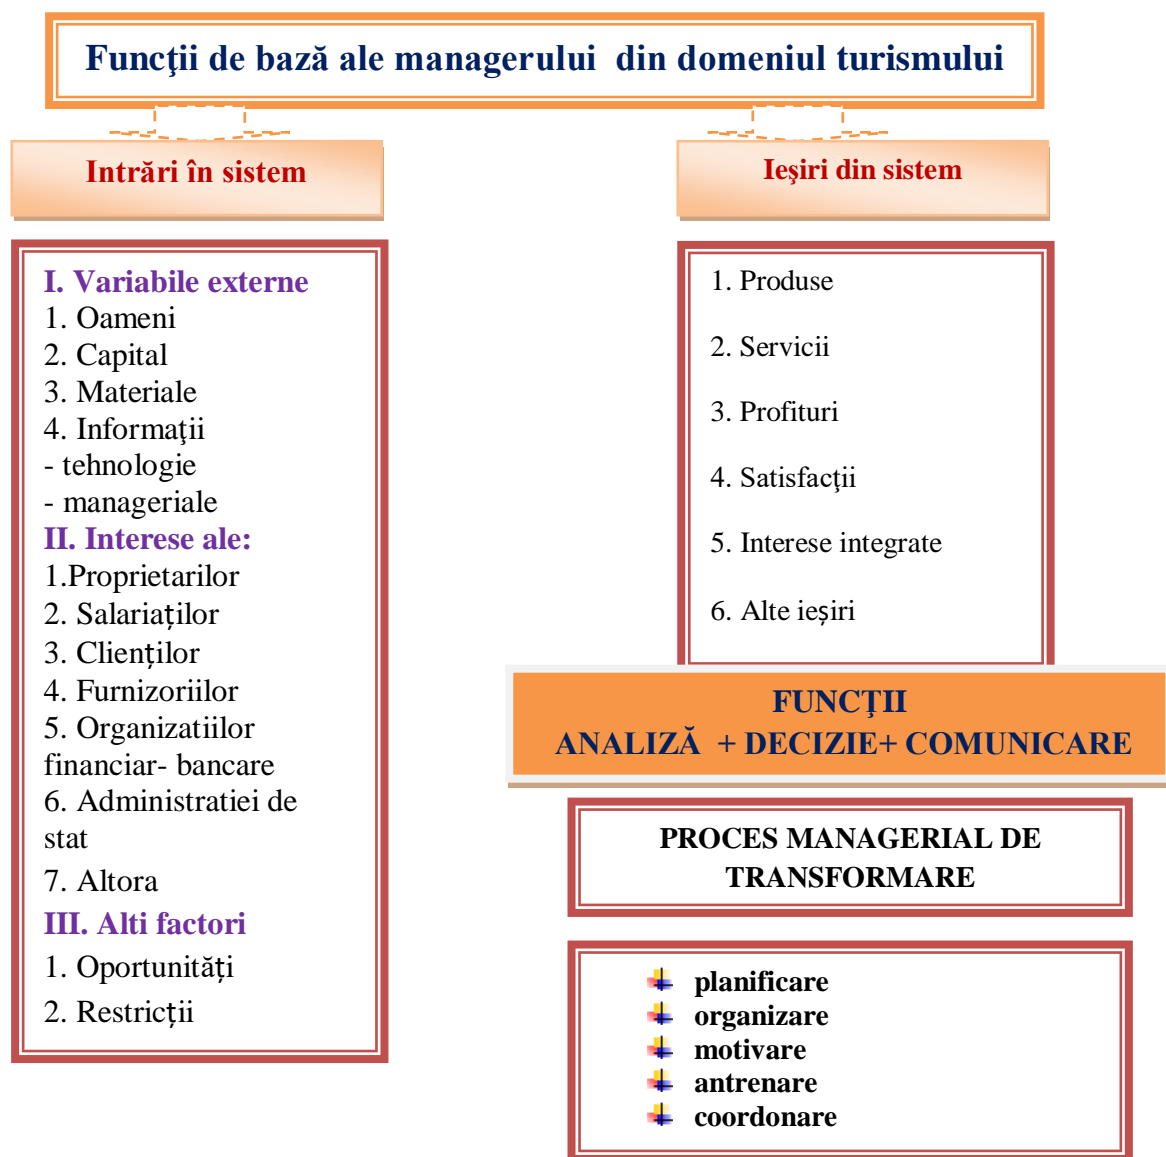 Funcţii de bază ale managerului din domeniul turismului
Intrări în sistem
I. Variabile externe
1. Oameni
2. Capital
3. Materiale
4. Informaţii
- tehnologie
- manageriale
II. Interese ale:
1.Proprietarilor
2. Salariaților
3. Clienților
4. Furnizoriilor
5. Organizatiilor
financiar- bancare
6. Administratiei de
stat
7. Altora
III. Alti factori
1. Oportunități
2. Restricții
Ieşiri din sistem
1. Produse
2. Servicii
3. Profituri
4. Satisfacţii
5. Interese integrate
6. Alte ieșiri
FUNCŢII
ANALIZĂ + DECIZIE+ COMUNICARE
PROCES MANAGERIAL DE
TRANSFORMARE
planificare
organizare
motivare
antrenare
coordonare